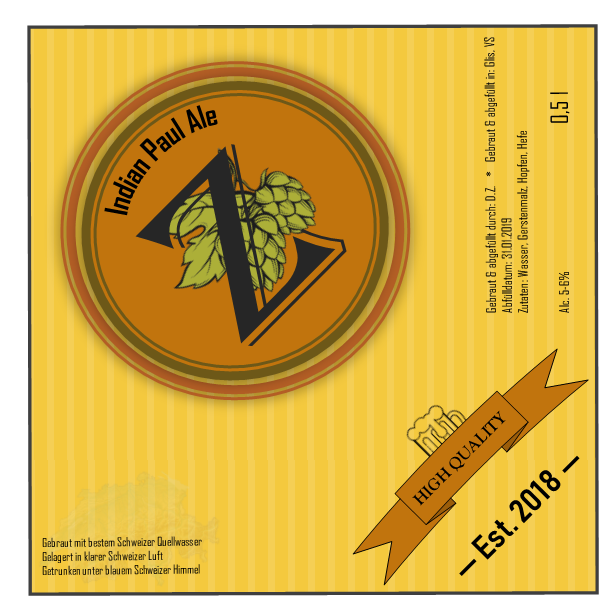 Indian Paul Ale
Z
Gebraut & abgefüllt durch: D.Z. * Gebraut & abgefüllt in: Glis, VS
Abfülldatum: 31.01.2019
Zutaten: Wasser, Gerstenmalz, Hopfen, Hefe
Alc. 5-6% 0,5 l
HIGH QUALITY
– Est. 2018 –
Gebraut mit bestem Schweizer Quellwasser
Gelagert in klarer Schweizer Luft
Getrunken unter blauem Schweizer Himmel